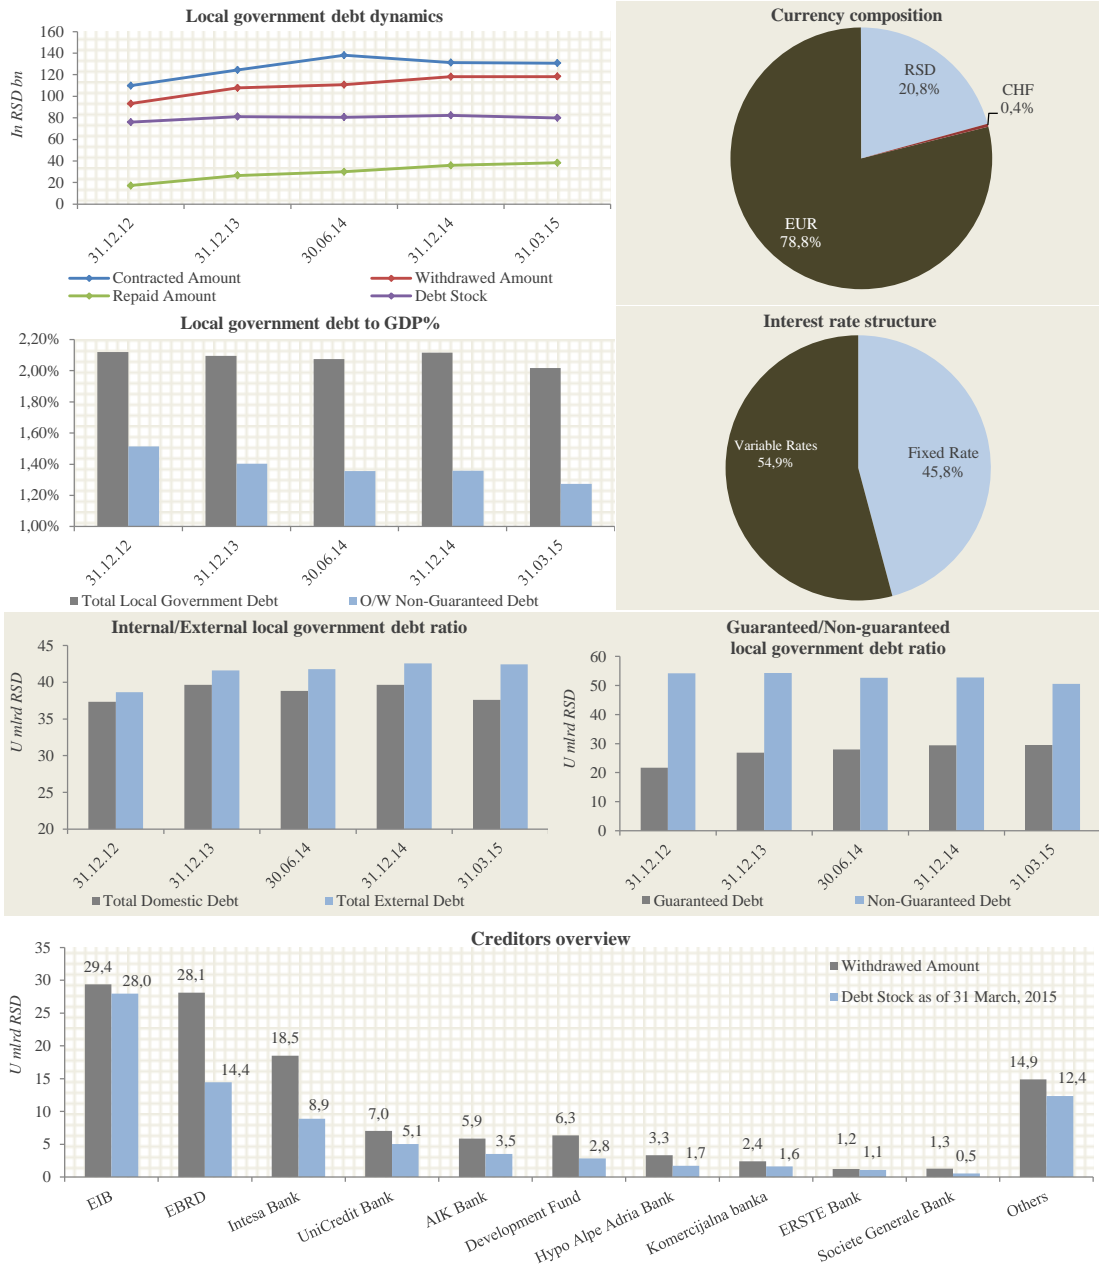 Local government debt dynamics
160
140
120
100
80
60
40
20
0
In RSD bn
31.12.12
31.12.13
30.06.14
31.12.14
31.03.15
Contracted Amount
Withdrawed Amount
Repaid Amount
Debt Stock
Currency composition
RSD
20,8%
CHF
0,4%
EUR
78,8%
Local government debt to GDP%
2,20%
2,00%
1,80%
1,60%
1,40%
1,20%
1,00%
31.12.12
31.12.13
30.06.14
31.12.14
31.03.15
Total Local Government Debt
O/W Non-Guaranteed Debt
Interest rate structure
Variable Rates
54,9%
Fixed Rate
45,8%
Internal/External local government debt ratio
45
40
35
30
25
20
U mlrd RSD
31.12.12
31.12.13
30.06.14
31.12.14
31.03.15
Total Domestic Debt
Total External Debt
Guaranteed/Non-guaranteed
local government debt ratio
60
50
40
30
20
10
0
U mlrd RSD
31.12.12
31.12.13
30.06.14
31.12.14
31.03.15
Guaranteed Debt
Non-Guaranteed Debt
Creditors overview
35
30
25
20
15
10
5
0
U mlrd RSD
Withdrawed Amount
Debt Stock as of 31 March, 2015
29,4
28,0
28,1
14,4
18,5
8,9
7,0
5,1
5,9
3,5
6,3
2,8
3,3
1,7
2,4
1,6
1,2
1,1
1,3
0,5
14,9
12,4
EIB
EBRD
Intesa Bank
UniCredit Bank
AIK Bank
Development Fund
Hypo Alpe Adria Bank
Komercijalna banka
ERSTE Bank
Societe Generale Bank
Others